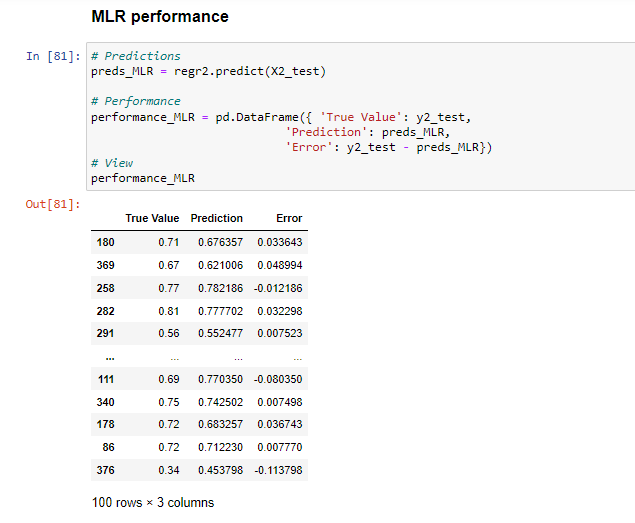 MLR performance
In [81]: # Predictions
preds_MLR = regr2.predict(X2_test)
# Performance
performance_MLR = pd.DataFrame({ 'True Value': y2_test,
'Prediction': preds_MLR,
'Error': y2_test - preds_MLR})
# View
performance_MLR
Out[81]:
True Value Prediction Error
180 0.71 0.676357 0.033643
369 0.67 0.621006 0.048994
258 0.77 0.782186 -0.012186
282 0.81 0.777702 0.032298
291 0.56 0.552477 0.007523
... ... ... ...
111 0.69 0.770350 -0.080350
340 0.75 0.742502 0.007498
178 0.72 0.683257 0.036743
86 0.72 0.712230 0.007770
376 0.34 0.453798 -0.113798
100 rows × 3 columns